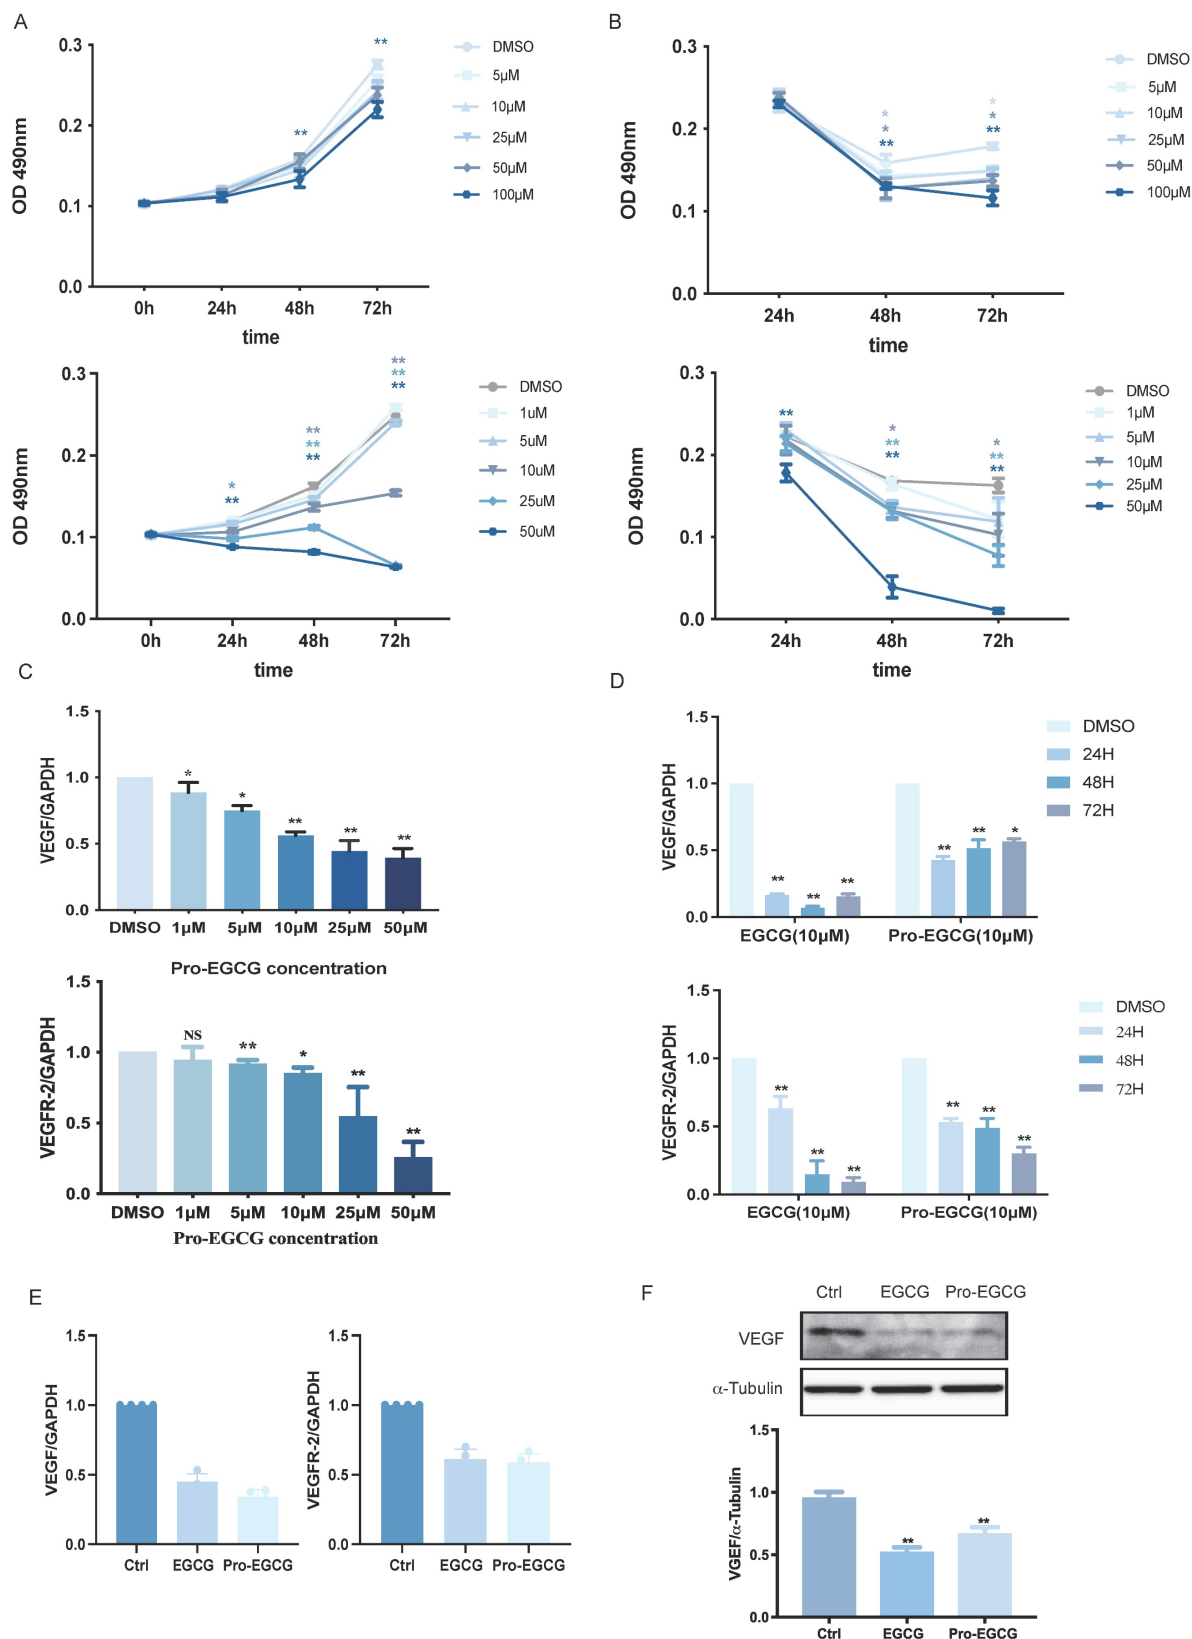 A
0.3
0.2
0.1
0.0
OD 490nm
0h 24h 48h 72h
time
**
**
DMSO
5μM
10μM
25μM
50μM
100μM
0.3
0.2
0.1
0.0
OD 490nm
0h 24h 48h 72h
time
*
**
**
**
**
**
**
**
DMSO
1uM
5uM
10uM
25uM
50uM
B
0.3
0.2
0.1
0.0
OD 490nm
24h 48h 72h
time
*
*
**
*
*
**
DMSO
5μM
10μM
25μM
50μM
100μM
0.3
0.2
0.1
0.0
OD 490nm
24h 48h 72h
time
**
*
**
**
*
**
**
DMSO
1μM
5μM
10μM
25μM
50μM
C
1.5
1.0
0.5
0.0
VEGF/GAPDH
* * ** ** **
DMSO 1μM 5μM 10μM 25μM 50μM
Pro-EGCG concentration
1.5
1.0
0.5
0.0
VEGFR-2/GAPDH
NS ** * ** **
DMSO 1μM 5μM 10μM 25μM 50μM
Pro-EGCG concentration
D
1.5
1.0
0.5
0.0
VEGF/GAPDH
** ** ** ** ** *
EGCG(10μM) Pro-EGCG(10μM)
DMSO
24H
48H
72H
1.5
1.0
0.5
0.0
VEGFR-2/GAPDH
** ** ** ** ** **
EGCG(10μM) Pro-EGCG(10μM)
DMSO
24H
48H
72H
E
1.5
1.0
0.5
0.0
VEGF/GAPDH
Ctrl EGCG Pro-EGCG
1.5
1.0
0.5
0.0
VEGFR-2/GAPDH
Ctrl EGCG Pro-EGCG
F
Ctrl EGCG Pro-EGCG
VEGF
α-Tubulin
1.5
1.0
0.5
0.0
VGEF/α-Tubulin
** **
Ctrl EGCG Pro-EGCG